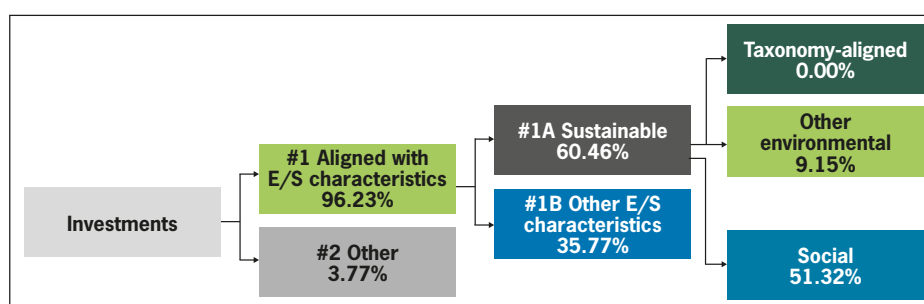 Investments
#1 Aligned with
E/S characteristics
96.23%
#2 Other
3.77%
#1A Sustainable
60.46%
#1B Other E/S
characteristics
35.77%
Taxonomy-aligned
0.00%
Other
environmental
9.15%
Social
51.32%